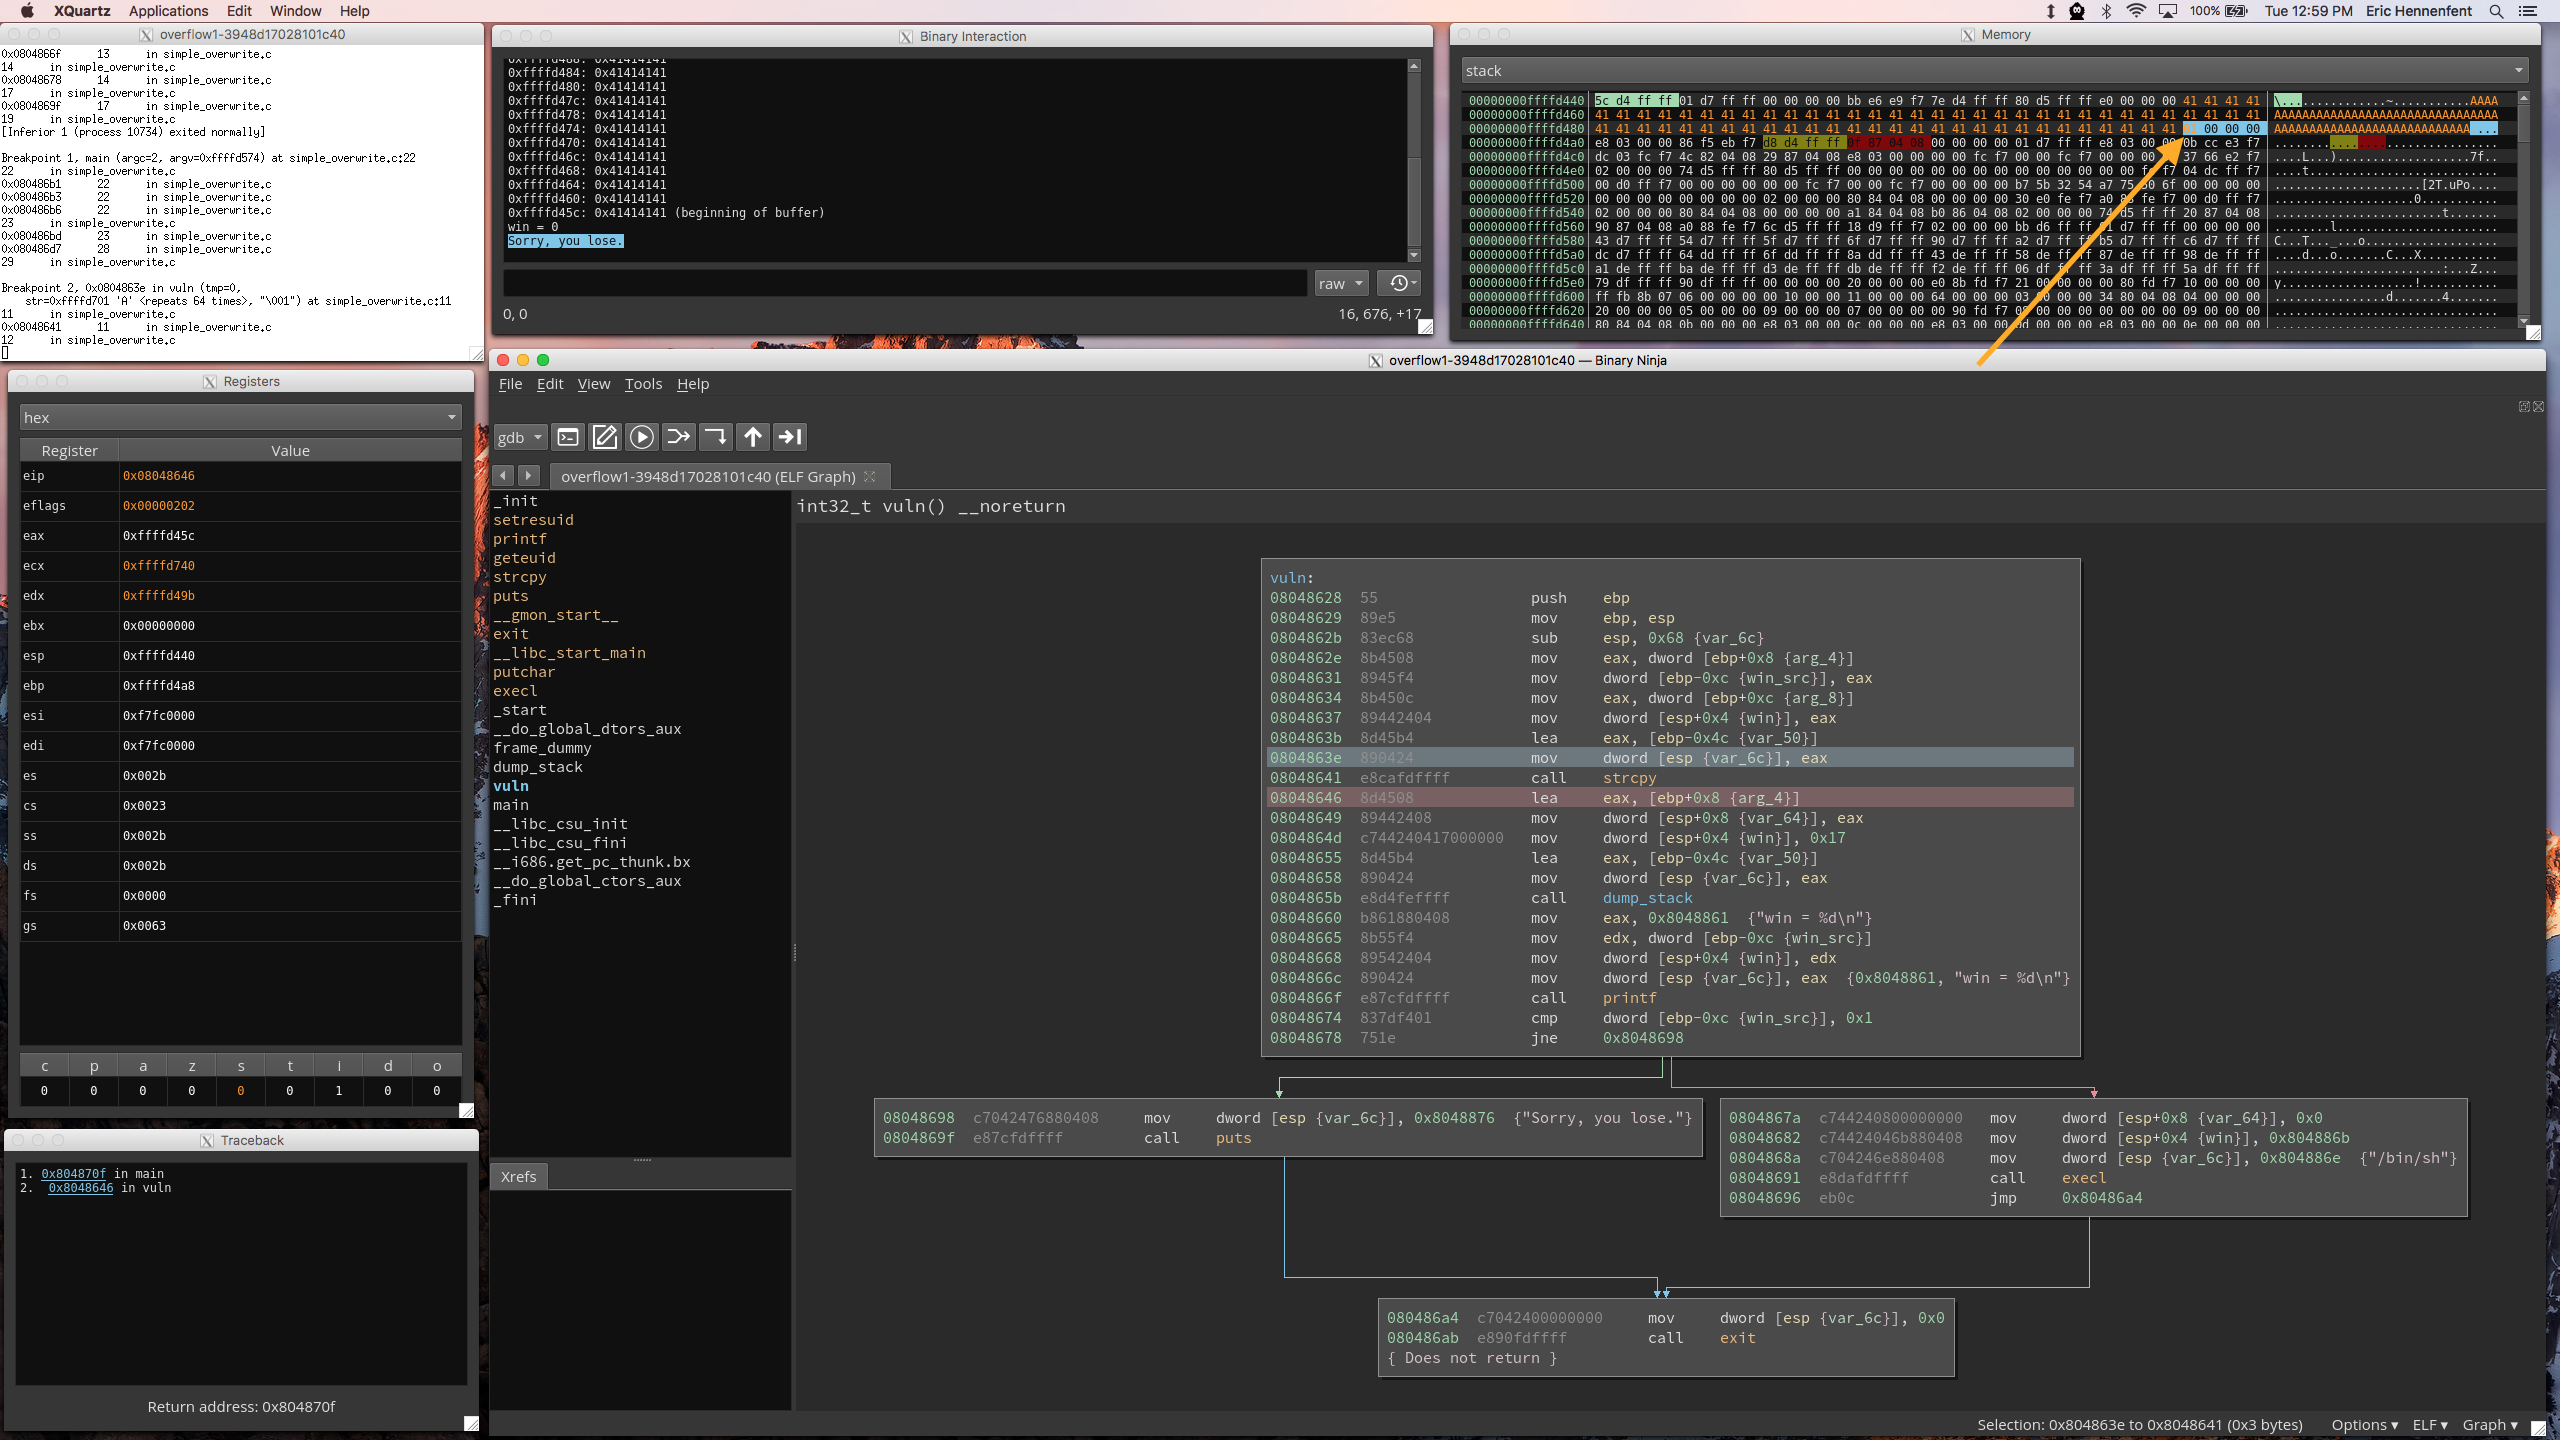 XQuartz Applications Edit Window Help
100% Tue 12:59 PM Eric Hennenfent
overflow1-3948d17028101c40
0x0804866f 13 in simple_overwrite.c
14 in simple_overwrite.c
0x08048678 14 in simple_overwrite.c
17 in simple_overwrite.c
0x0804869f 17 in simple_overwrite.c
19 in simple_overwrite.c
[Inferior 1 (process 10734) exited normally]
Breakpoint 1, main (argc=2, argv=0xffffd574) at simple_overwrite.c:22
22 in simple_overwrite.c
0x080486b1 22 in simple_overwrite.c
0x080486b3 22 in simple_overwrite.c
0x080486b6 22 in simple_overwrite.c
23 in simple_overwrite.c
0x080486bd 23 in simple_overwrite.c
0x080486d7 28 in simple_overwrite.c
29 in simple_overwrite.c
Breakpoint 2, 0x0804863e in vuln (tmp=0,
str=0xffffd701 'A' <repeats 64 times>, "\001") at simple_overwrite.c:11
11 in simple_overwrite.c
0x08048641 11 in simple_overwrite.c
12 in simple_overwrite.c
Binary Interaction
0xffffd488: 0x41414141
0xffffd484: 0x41414141
0xffffd480: 0x41414141
0xffffd47c: 0x41414141
0xffffd478: 0x41414141
0xffffd474: 0x41414141
0xffffd470: 0x41414141
0xffffd46c: 0x41414141
0xffffd468: 0x41414141
0xffffd464: 0x41414141
0xffffd460: 0x41414141
0xffffd45c: 0x41414141 (beginning of buffer)
win = 0
Sorry, you lose.
raw
0, 0
16, 676, +17
Memory
stack
00000000ffffd440 5c d4 ff ff 01 d7 ff ff 00 00 00 00 bb e6 e9 f7 7e d4 ff ff 80 d5 ff ff e0 00 00 00 41 41 41 41 \...............~...........AAAA
00000000ffffd460 41 41 41 41 41 41 41 41 41 41 41 41 41 41 41 41 41 41 41 41 41 41 41 41 41 41 41 41 41 41 41 41 AAAAAAAAAAAAAAAAAAAAAAAAAAAAAAAA
00000000ffffd480 41 41 41 41 41 41 41 41 41 41 41 41 41 41 41 41 41 41 41 41 41 41 41 41 41 41 41 41 01 00 00 00 AAAAAAAAAAAAAAAAAAAAAAAAAAAA....
00000000ffffd4a0 e8 03 00 00 86 f5 eb f7 d8 d4 ff ff 0f 87 04 08 00 00 00 00 01 d7 ff ff e8 03 00 00 0b cc e3 f7
00000000ffffd4c0 dc 03 fc f7 4c 82 04 08 29 87 04 08 e8 03 00 00 00 00 fc f7 00 00 fc f7 00 00 00 00 37 66 e2 f7
00000000ffffd4e0 02 00 00 00 74 d5 ff ff 80 d5 ff ff 00 00 00 00 00 00 00 00 00 00 00 00 f7 04 dc ff f7
00000000ffffd500 00 d0 ff f7 00 00 00 00 00 00 fc f7 00 00 fc f7 00 00 00 00 b7 5b 32 54 a7 75 6f 00 00 00 00
00000000ffffd520 00 00 00 00 00 00 00 00 00 00 00 00 02 00 00 00 80 84 04 08 00 00 00 00 30 e0 fe f7 a0 fe f7 00 d0 ff f7
00000000ffffd540 02 00 00 00 80 84 04 08 00 00 00 00 a1 84 04 08 b0 86 04 08 02 00 00 00 74 d5 ff ff 20 87 04 08
00000000ffffd560 90 87 04 08 a0 88 fe f7 6c d5 ff ff 18 d9 ff f7 02 00 00 00 bb d6 ff ff d7 ff ff 00 00 00 00
00000000ffffd580 43 d7 ff ff 54 d7 ff ff 5f d7 ff ff 6f d7 ff ff 90 d7 ff ff a2 d7 ff ff b5 d7 ff ff c6 d7 ff ff
00000000ffffd5a0 dc d7 ff ff 64 dd ff ff 6f dd ff ff 8a dd ff ff 43 de ff ff 58 de ff ff 87 de ff ff 98 de ff ff
00000000ffffd5c0 a1 de ff ff ba de ff ff d3 de ff ff db de ff ff f2 de ff ff 06 df ff ff 3a df ff ff 5a df ff ff
00000000ffffd5e0 79 df ff ff 90 df ff ff 00 00 00 00 20 00 00 00 e0 8b fd f7 21 00 00 00 00 80 fd f7 10 00 00 00
00000000ffffd600 ff fb 8b 07 06 00 00 00 00 10 00 00 11 00 00 00 64 00 00 00 03 00 00 00 34 80 04 08 04 00 00 00
00000000ffffd620 20 00 00 00 05 00 00 00 09 00 00 00 07 00 00 00 00 90 fd f7 08 00 00 00 00 00 00 00 09 00 00 00
00000000ffffd640 80 84 04 08 0b 00 00 00 e8 03 00 00 0c 00 00 00 e8 03 00 00 0d 00 00 00 e8 03 00 00 0e 00 00 00
Registers
hex
Register Value
eip 0x08048646
eflags 0x00000202
eax 0xffffd45c
ecx 0xffffd740
edx 0xffffd49b
ebx 0x00000000
esp 0xffffd440
ebp 0xffffd4a8
esi 0xf7fc0000
edi 0xf7fc0000
es 0x002b
cs 0x0023
ss 0x002b
ds 0x002b
fs 0x0000
gs 0x0063
c p a z s t i d o
0 0 0 0 0 0 1 0 0
Traceback
1. 0x804870f in main
2. 0x8048646 in vuln
Return address: 0x804870f
overflow1-3948d17028101c40 — Binary Ninja
File Edit View Tools Help
gdb
overflow1-3948d17028101c40 (ELF Graph)
_init
setresuid
printf
geteuid
strcpy
puts
__gmon_start__
exit
__libc_start_main
putchar
execl
_start
__do_global_dtors_aux
frame_dummy
dump_stack
vuln
main
__libc_csu_init
__libc_csu_fini
__i686.get_pc_thunk.bx
__do_global_ctors_aux
_fini
Xrefs
int32_t vuln() __noreturn
vuln:
08048628 55 push ebp
08048629 89e5 mov ebp, esp
0804862b 83ec68 sub esp, 0x68 {var_6c}
0804862e 8b4508 mov eax, dword [ebp+0x8 {arg_4}]
08048631 8945f4 mov dword [ebp-0xc {win_src}], eax
08048634 8b450c mov eax, dword [ebp+0xc {arg_8}]
08048637 89442404 mov dword [esp+0x4 {win}], eax
0804863b 8d45b4 lea eax, [ebp-0x4c {var_50}]
0804863e 890424 mov dword [esp {var_6c}], eax
08048641 e8cafdffff call strcpy
08048646 8d4508 lea eax, [ebp+0x8 {arg_4}]
08048649 89442408 mov dword [esp+0x8 {var_64}], eax
0804864d c744240417000000 mov dword [esp+0x4 {win}], 0x17
08048655 8d45b4 lea eax, [ebp-0x4c {var_50}]
08048658 890424 mov dword [esp {var_6c}], eax
0804865b e8d4feffff call dump_stack
08048660 b861880408 mov eax, 0x8048861 {"win = %d\n"}
08048665 8b55f4 mov edx, dword [ebp-0xc {win_src}]
08048668 89542404 mov dword [esp+0x4 {win}], edx
0804866c 890424 mov dword [esp {var_6c}], eax {0x8048861, "win = %d\n"}
0804866f e87cfdffff call printf
08048674 837df401 cmp dword [ebp-0xc {win_src}], 0x1
08048678 751e jne 0x8048698
08048698 c7042476880408 mov dword [esp {var_6c}], 0x8048876 {"Sorry, you lose."}
0804869f e87cfdffff call puts
0804867a c744240800000000 mov dword [esp+0x8 {var_64}], 0x0
08048682 c74424046b880408 mov dword [esp+0x4 {win}], 0x804886b
0804868a c704246e880408 mov dword [esp {var_6c}], 0x804886e {"/bin/sh"}
08048691 e8dafdffff call execl
08048696 eb0c jmp 0x80486a4
080486a4 c7042400000000 mov dword [esp {var_6c}], 0x0
080486ab e890fdffff call exit
{ Does not return }
Selection: 0x804863e to 0x8048641 (0x3 bytes) Options ▾ ELF ▾ Graph ▾